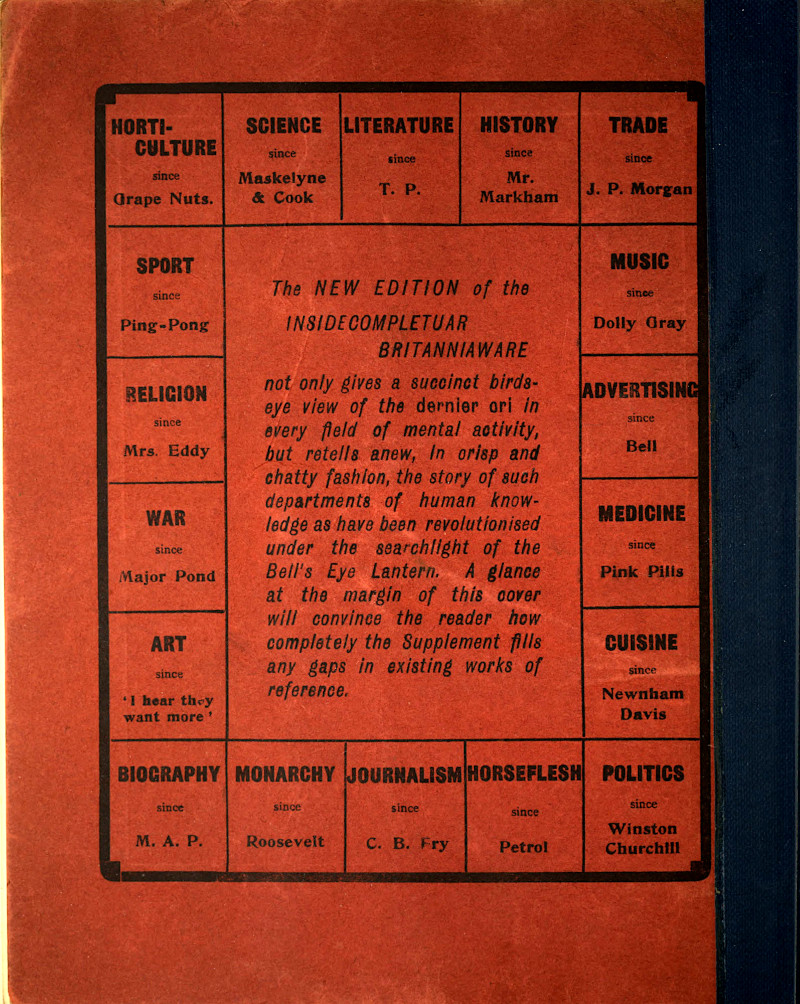 HORTI-
CULTURE
since
Grape Nuts.
SCIENCE
since
Maskelyne
& Cook
LITERATURE
since
T. P.
HISTORY
since
Mr.
Markham
TRADE
since
J. P. Morgan
SPORT
since
Ping-Pong
RELIGION
since
Mrs. Eddy
WAR
since
Major Pond
ART
since
'I hear they
want more'
The NEW EDITION of the
INSIDECOMPLETUAR
BRITANNIAWARE
not only gives a succinct birds-
eye view of the dernier cri in
every field of mental activity,
but retells anew, in crisp and
chatty fashion, the story of such
departments of human know-
ledge as have been revolutionised
under the searchlight of the
Bell's Eye Lantern. A glance
at the margin of this cover
will convince the reader how
completely the Supplement fills
any gaps in existing works of
reference.
MUSIC
since
Dolly Gray
ADVERTISING
since
Bell
MEDICINE
since
Pink Pills
CUISINE
since
Newnham
Davis
BIOGRAPHY
since
M. A. P.
MONARCHY
since
Roosevelt
JOURNALISM
since
C. B. Fry
HORSEFLESH
since
Petrol
POLITICS
since
Winston
Churchill